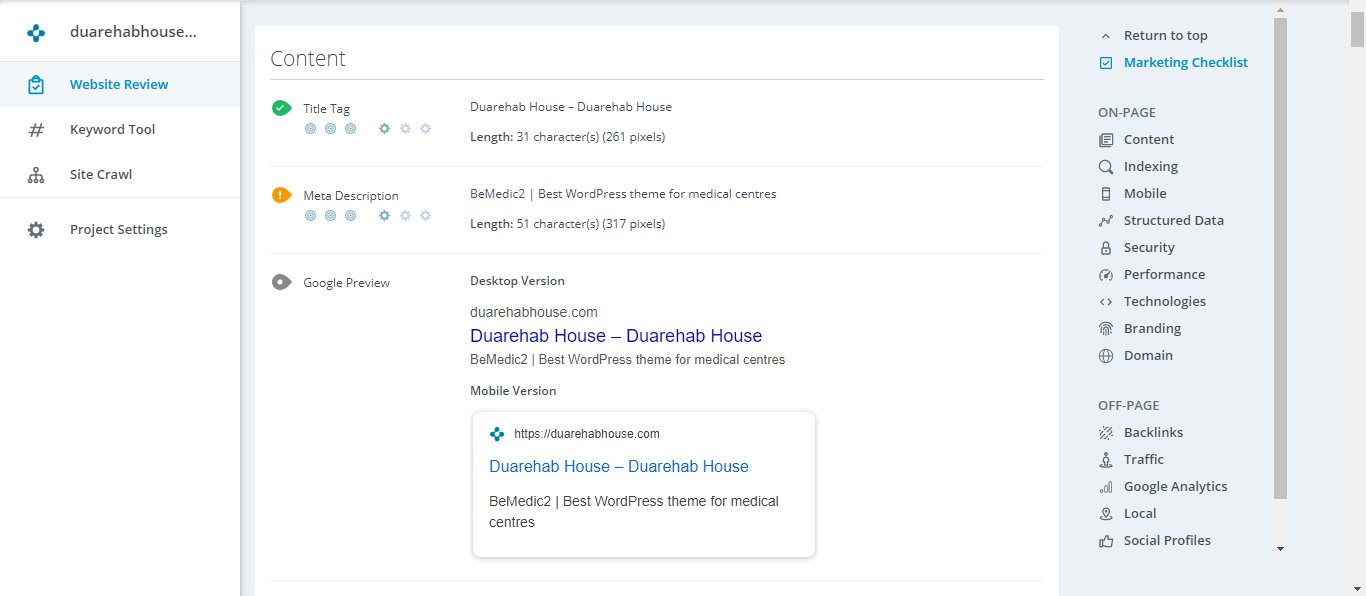 duarehabhouse...
Website Review
Keyword Tool
Site Crawl
Project Settings
Content
Title Tag
Duarehab House – Duarehab House
Length: 31 character(s) (261 pixels)
Meta Description
BeMedic2 | Best WordPress theme for medical centres
Length: 51 character(s) (317 pixels)
Google Preview
Desktop Version
duarehabhouse.com
Duarehab House – Duarehab House
BeMedic2 | Best WordPress theme for medical centres
Mobile Version
https://duarehabhouse.com
Duarehab House – Duarehab House
BeMedic2 | Best WordPress theme for medical
centres
Return to top
Marketing Checklist
ON-PAGE
Content
Indexing
Mobile
Structured Data
Security
Performance
Technologies
Branding
Domain
OFF-PAGE
Backlinks
Traffic
Google Analytics
Local
Social Profiles